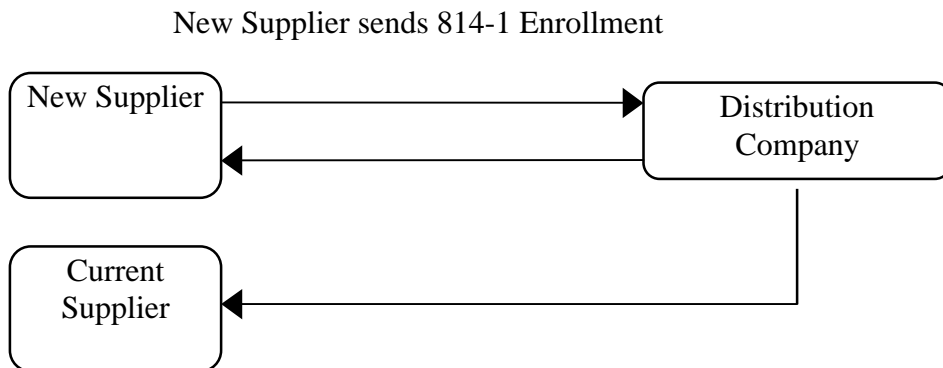 New Supplier sends 814-1 Enrollment
New Supplier
Distribution
Company
Current
Supplier